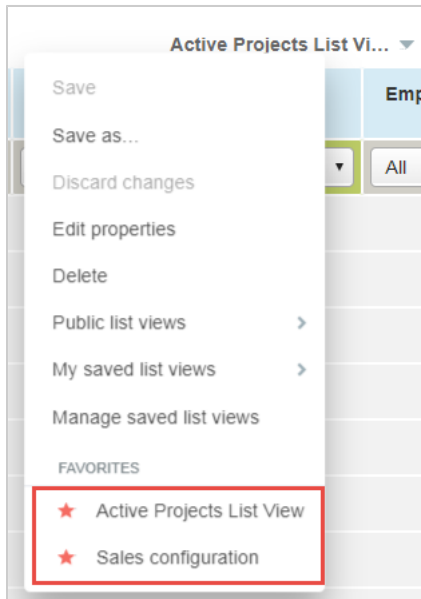 Active Projects List Vi...
Emp
All
Save
Save as...
Discard changes
Edit properties
Delete
Public list views
My saved list views
Manage saved list views
FAVORITES
Active Projects List View
Sales configuration